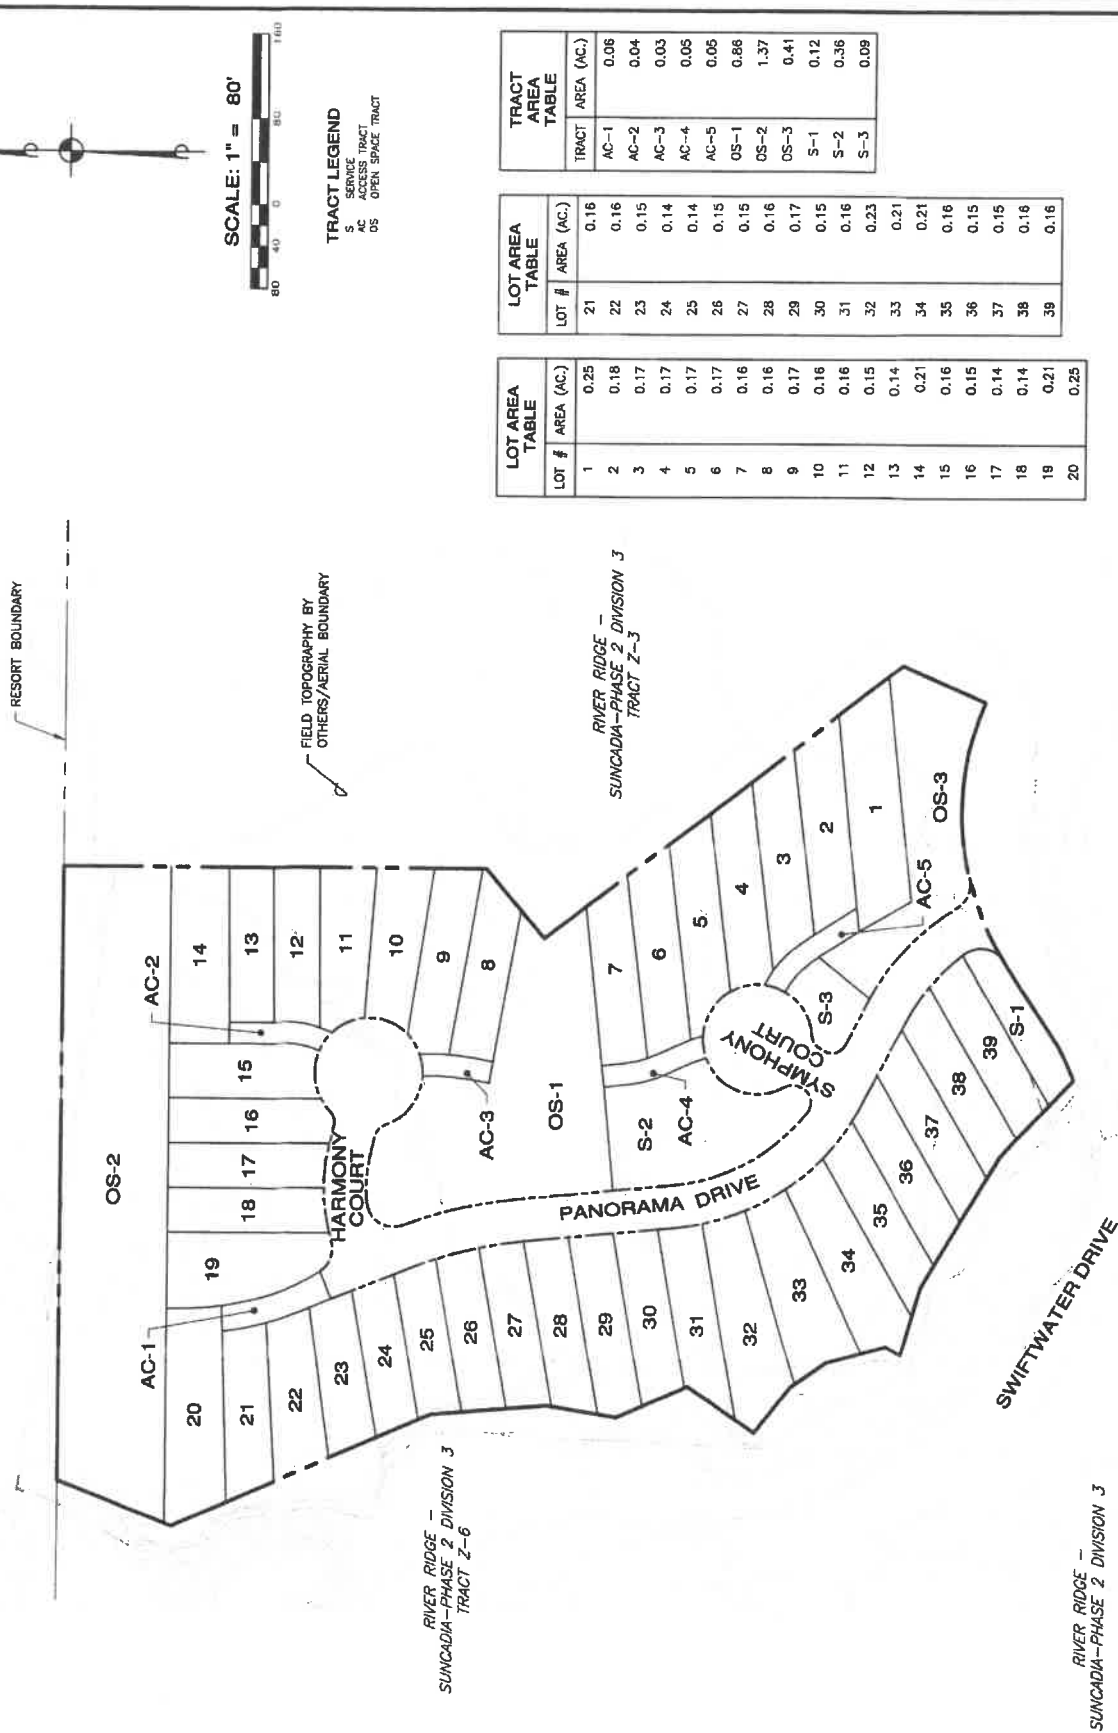 SCALE: 1" = 80'
80 40 0 80 160
TRACT LEGEND
S SERVICE
AC ACCESS TRACT
OS OPEN SPACE TRACT
TRACT
AREA
TABLE
TRACT AREA (AC.)
AC-1 0.06
AC-2 0.04
AC-3 0.03
AC-4 0.05
AC-5 0.05
OS-1 0.86
OS-2 1.37
OS-3 0.41
S-1 0.12
S-2 0.36
S-3 0.09
LOT AREA
TABLE
LOT # AREA (AC.)
21 0.16
22 0.16
23 0.15
24 0.14
25 0.14
26 0.15
27 0.15
28 0.16
29 0.17
30 0.15
31 0.16
32 0.23
33 0.21
34 0.21
35 0.16
36 0.15
37 0.15
38 0.16
39 0.16
LOT AREA
TABLE
LOT # AREA (AC.)
1 0.25
2 0.18
3 0.17
4 0.17
5 0.17
6 0.17
7 0.16
8 0.16
9 0.17
10 0.16
11 0.16
12 0.15
13 0.14
14 0.21
15 0.16
16 0.15
17 0.14
18 0.14
19 0.21
20 0.25
RESORT BOUNDARY
FIELD TOPOGRAPHY BY
OTHERS/AERIAL BOUNDARY
RIVER RIDGE -
SUNCADIA-PHASE 2 DIVISION 3
TRACT Z-3
OS-2
AC-2
14
13
12
11
10
9
8
15
16
17
18
19
HARMONY
COURT
AC-3
OS-1
AC-1
20
21
22
23
24
25
26
27
28
29
30
31
32
33
34
35
36
37
38
39
S-1
PANORAMA DRIVE
7
6
5
4
3
2
1
OS-3
AC-5
S-3
SYMPHONY
COURT
S-2
AC-4
SWIFTWATER DRIVE
RIVER RIDGE -
SUNCADIA-PHASE 2 DIVISION 3
TRACT Z-6
RIVER RIDGE -
SUNCADIA-PHASE 2 DIVISION 3